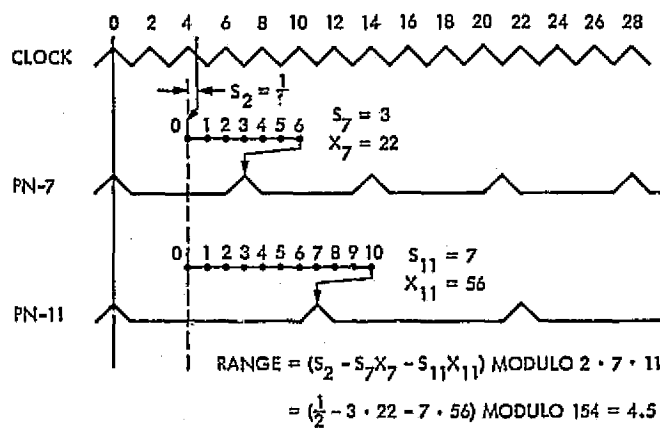 0 2 4 6 8 10 12 14 16 18 20 22 24 26 28
CLOCK
S₂ = 1/?
0 1 2 3 4 5 6
S₇ = 3
X₇ = 22
PN-7
0 1 2 3 4 5 6 7 8 9 10
S₁₁ = 7
X₁₁ = 56
PN-11
RANGE = (S₂ - S₇X₇ - S₁₁X₁₁) MODULO 2 · 7 · 11
= (1/2 - 3 · 22 - 7 · 56) MODULO 154 = 4.5